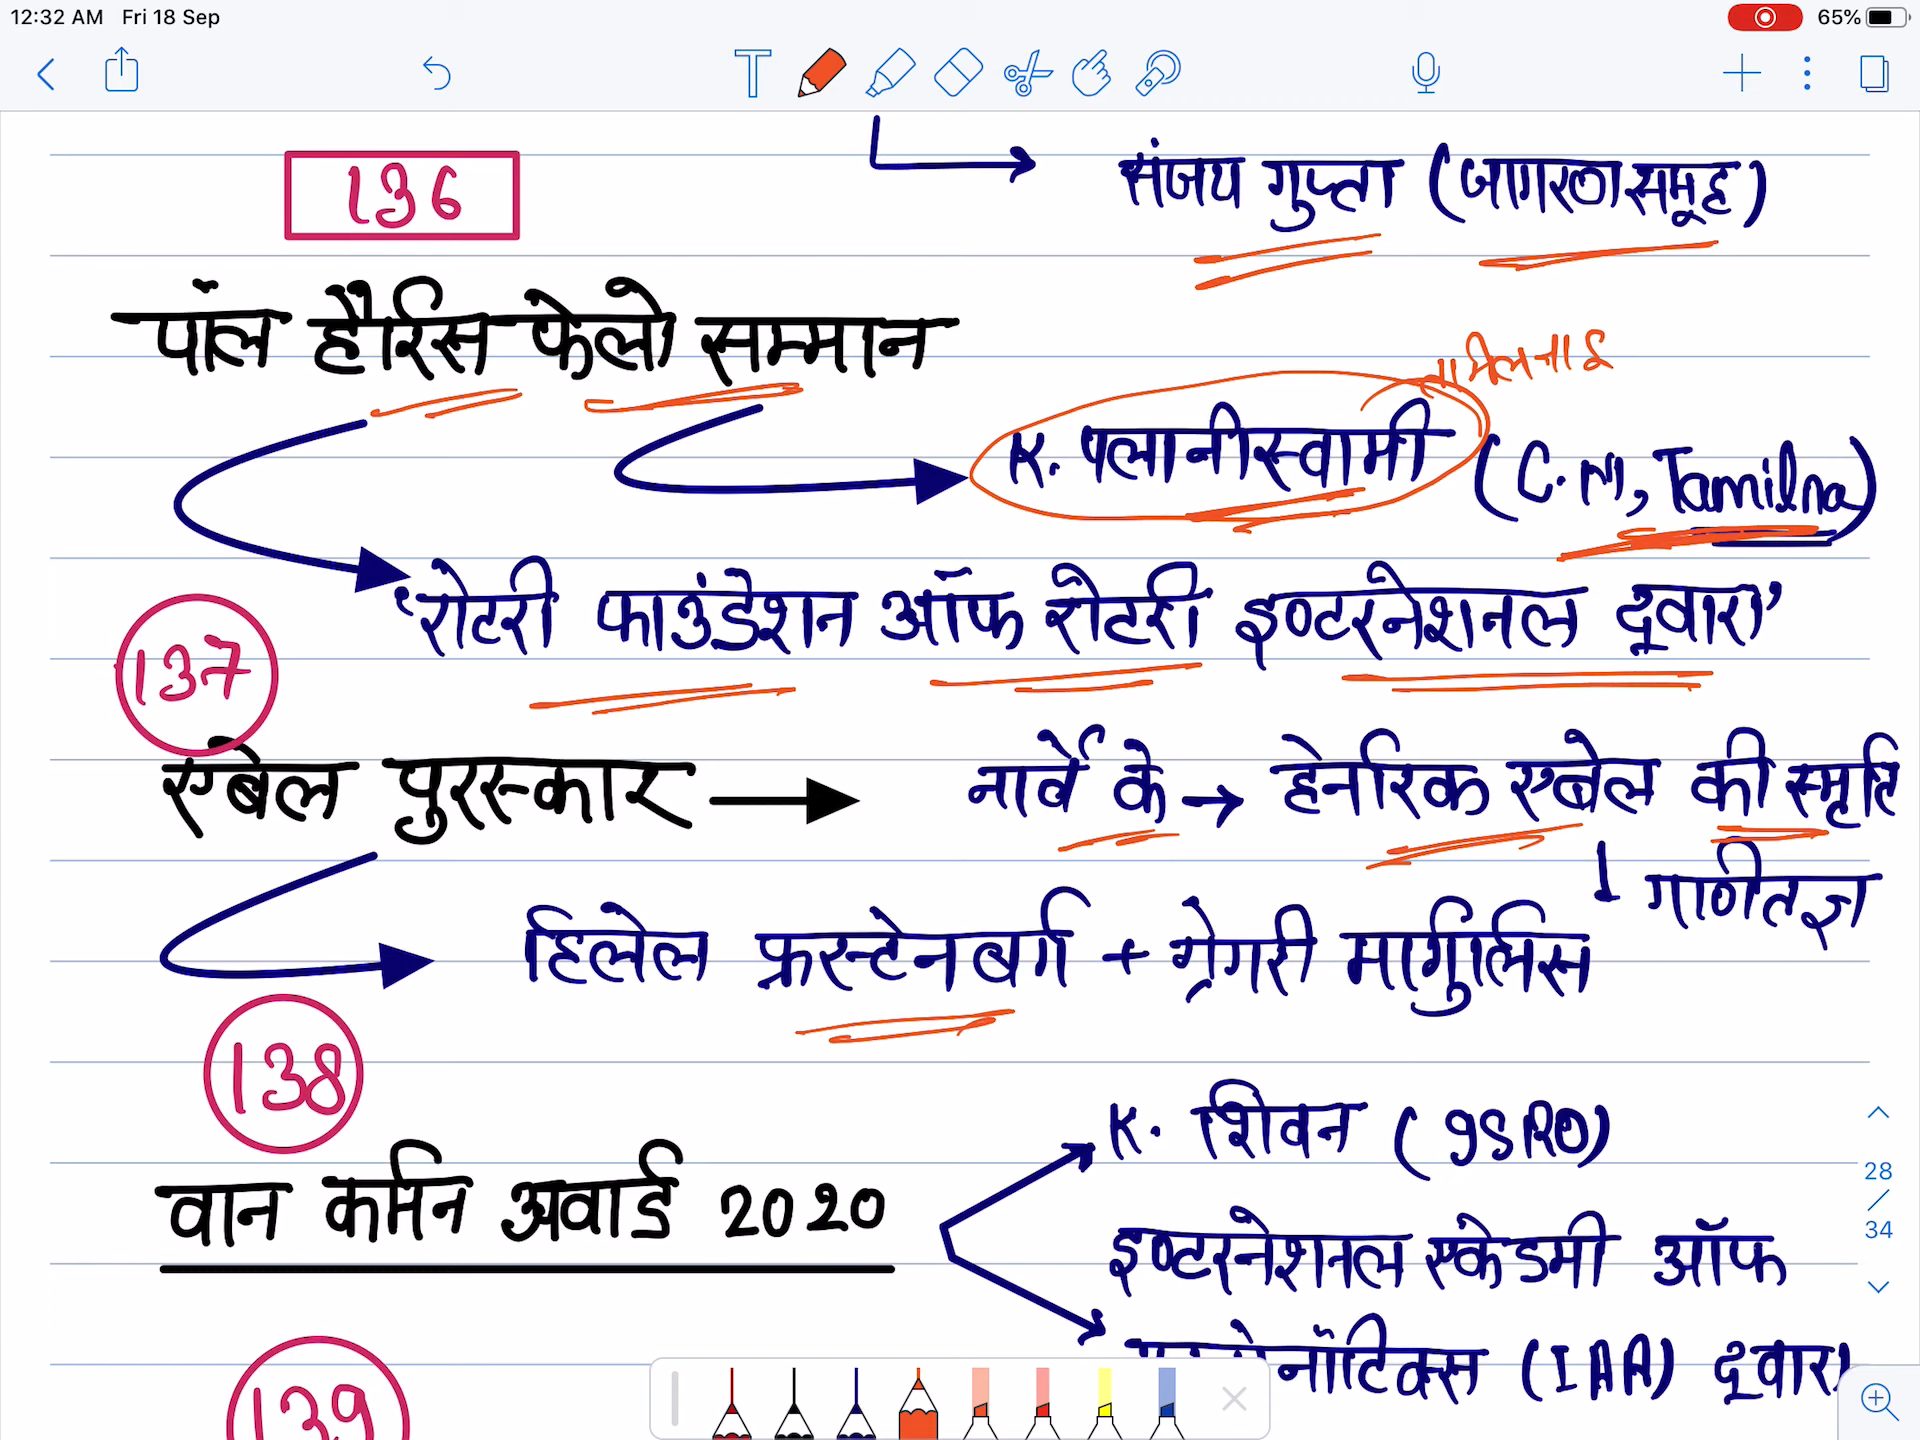 12:32 AM Fri 18 Sep
65%
संजय गुप्ता (जागरण समूह)
136
पॉल हैरिस फेलो सम्मान
तमिलनाडु
K. पलानीस्वामी (C.M, Tamilna)
'रोटरी फाउंडेशन ऑफ रोटरी इण्टरनेशनल द्वारा'
137
एबेल पुरस्कार → नार्वे के → हेनरिक एबेल की स्मृति
गणितज्ञ
हिलेल फ्रस्टेनबर्ग + ग्रेगरी मार्गुलिस
138
K. शिवन (ISRO)
वान कर्मन अवार्ड 2020
28
/
34
इण्टरनेशनल एकेडमी ऑफ
नॉटिक्स (IAA) द्वारा
139